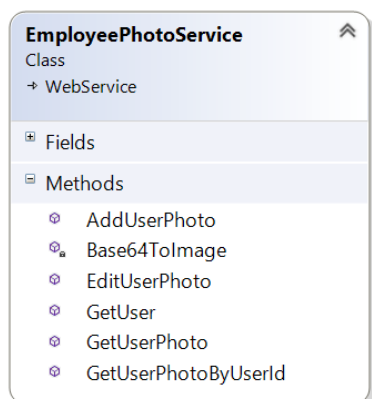 EmployeePhotoService
Class
WebService
Fields
Methods
AddUserPhoto
Base64ToImage
EditUserPhoto
GetUser
GetUserPhoto
GetUserPhotoByUserId